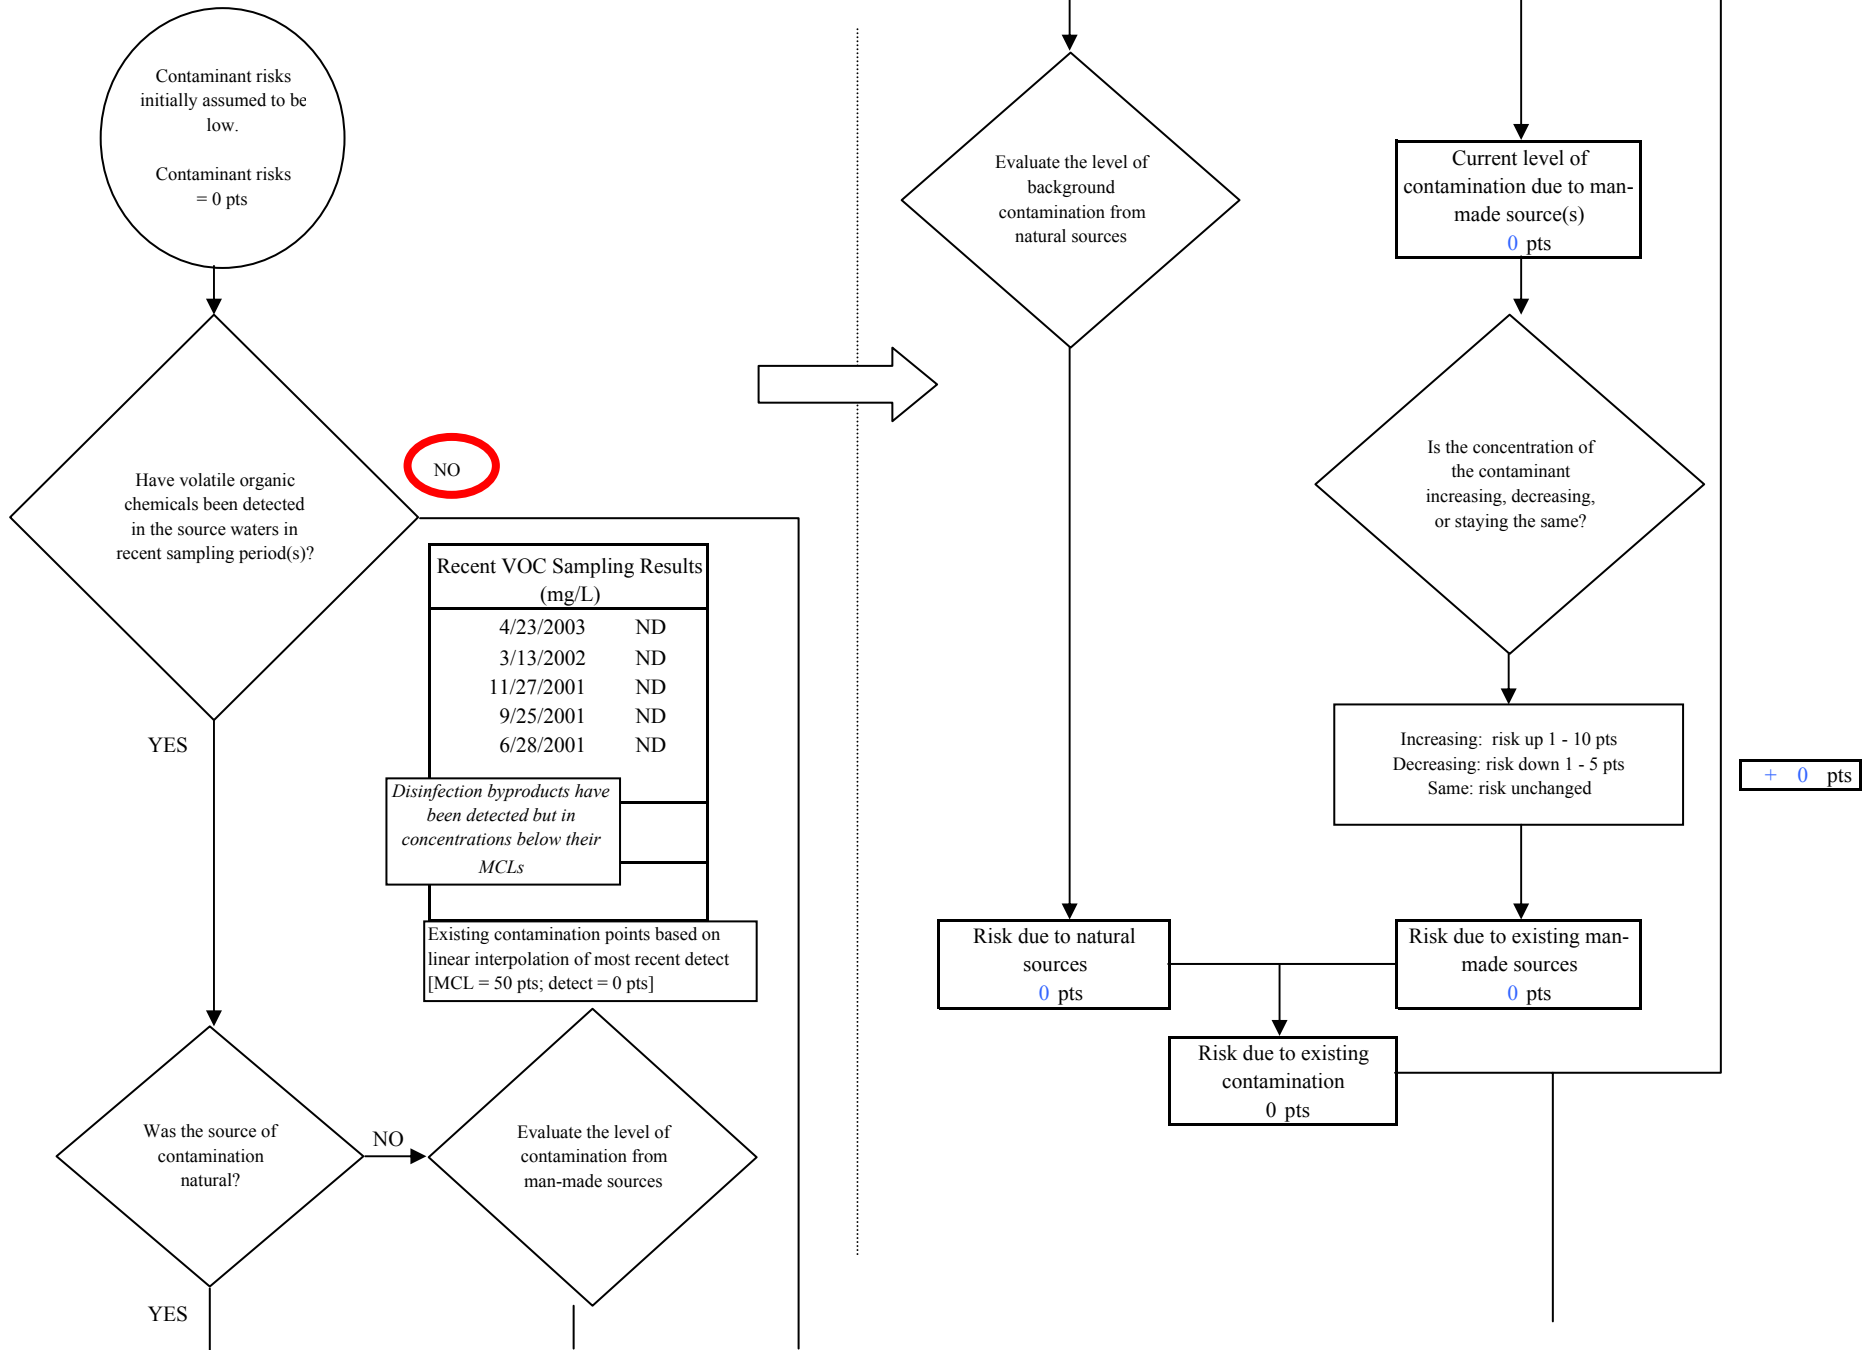 Contaminant risks
initially assumed to be
low.
Contaminant risks
= 0 pts
Have volatile organic
chemicals been detected
in the source waters in
recent sampling period(s)?
NO
YES
Recent VOC Sampling Results
(mg/L)
4/23/2003 ND
3/13/2002 ND
11/27/2001 ND
9/25/2001 ND
6/28/2001 ND
Disinfection byproducts have
been detected but in
concentrations below their
MCLs
Existing contamination points based on
linear interpolation of most recent detect
[MCL = 50 pts; detect = 0 pts]
Was the source of
contamination
natural?
NO
YES
Evaluate the level of
contamination from
man-made sources
Evaluate the level of
background
contamination from
natural sources
Current level of
contamination due to man-
made source(s)
0 pts
Is the concentration of
the contaminant
increasing, decreasing,
or staying the same?
Increasing: risk up 1 - 10 pts
Decreasing: risk down 1 - 5 pts
Same: risk unchanged
+ 0 pts
Risk due to natural
sources
0 pts
Risk due to existing man-
made sources
0 pts
Risk due to existing
contamination
0 pts